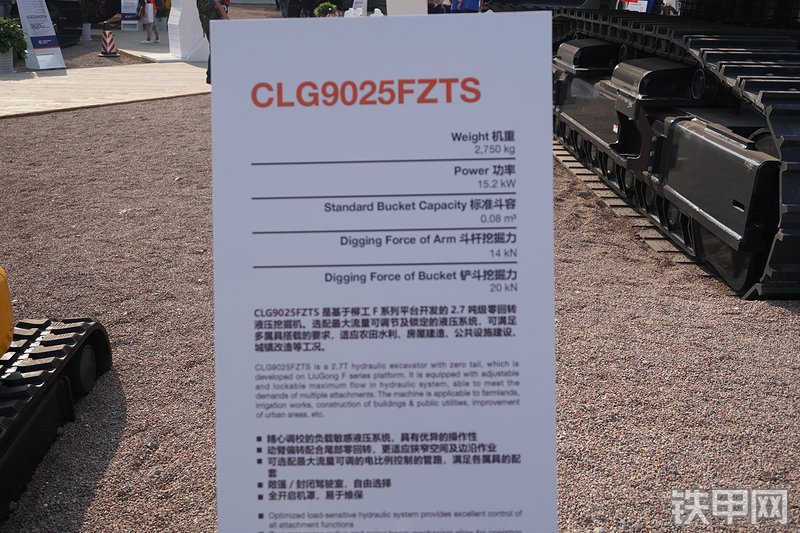 CLG9025FZTS
Weight 机重
2,750 kg
Power 功率
15.2 kW
Standard Bucket Capacity 标准斗容
0.08 m³
Digging Force of Arm 斗杆挖掘力
14 kN
Digging Force of Bucket 铲斗挖掘力
20 kN
CLG9025FZTS 是基于柳工 F 系列平台开发的 2.7 吨级零回转
液压挖掘机。选配最大流量可调节及锁定的液压系统，可满足
多属具搭载的要求，适应农田水利、房屋建造、公共设施建设、
城镇改造等工况。
CLG9025FZTS is a 2.7T hydraulic excavator with zero tail, which is
developed on LiuGong F series platform. It is equipped with adjustable
and lockable maximum flow in hydraulic system, able to meet the
demands of multiple attachments. The machine is applicable to farmlands,
irrigation works, construction of buildings & public utilities, improvement
of urban areas, etc.
■ 精心调校的负载敏感液压系统，具有优异的操作性
■ 动臂偏转配合尾部零回转，更适应狭窄空间及边沿作业
■ 可选配最大流量可调的电比例控制的管路，满足各属具的配
套
■ 敞篷 / 封闭驾驶室，自由选择
■ 全开启机罩，易于维保
■ Optimized load-sensitive hydraulic system provides excellent control of
all attachment functions
铁甲网